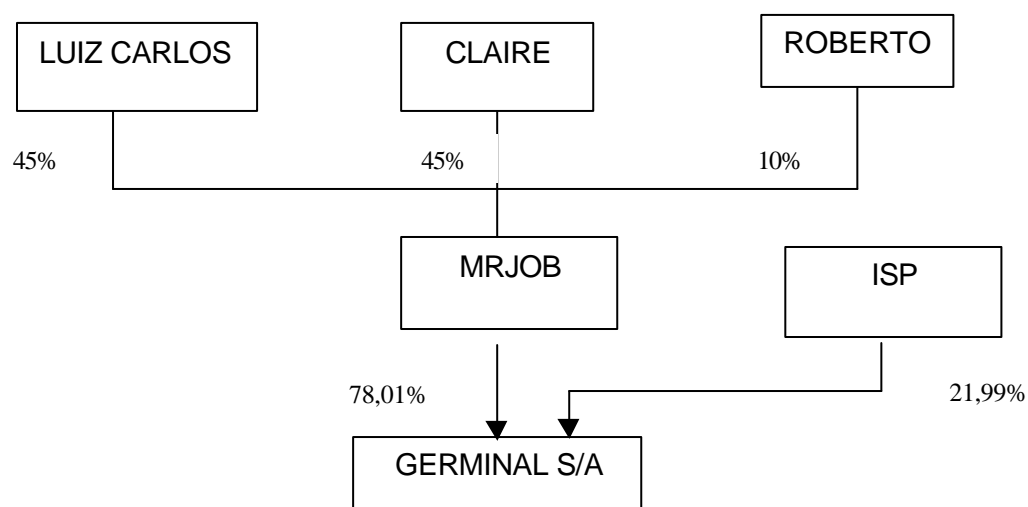 LUIZ CARLOS
CLAIRE
ROBERTO
45%
45%
10%
MRJOB
ISP
78,01%
21,99%
GERMINAL S/A